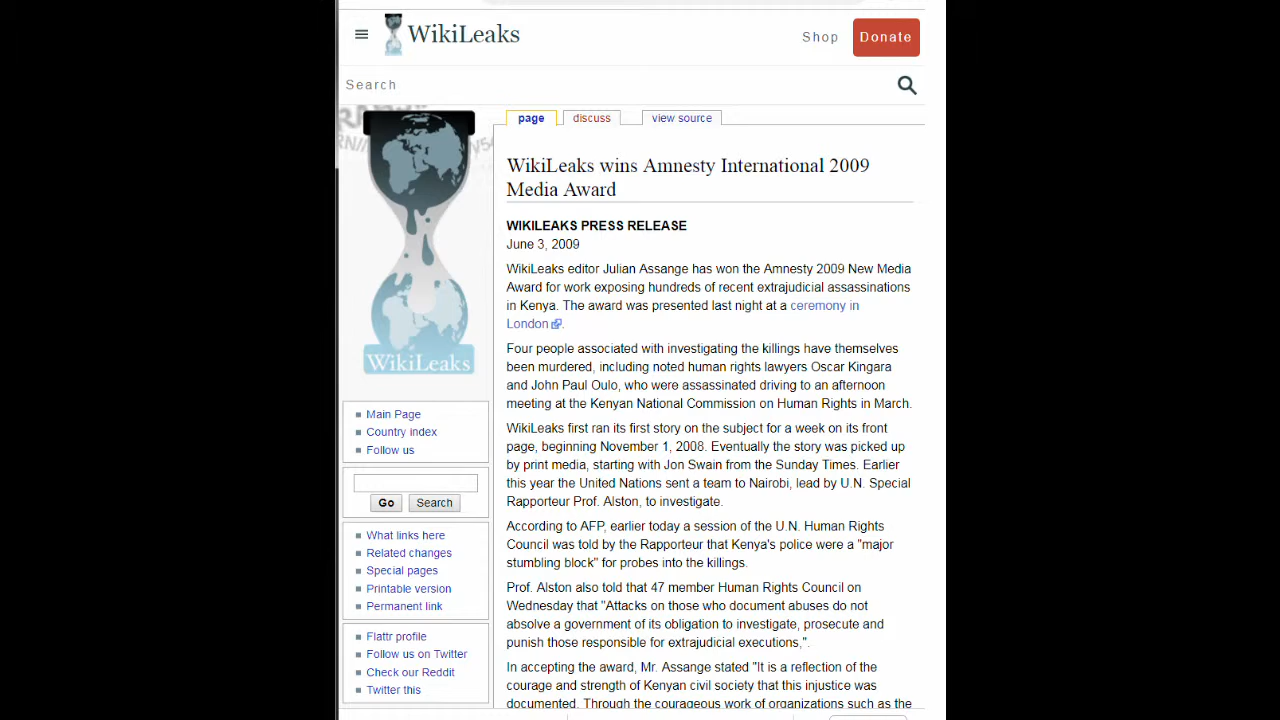 WikiLeaks
Shop
Donate
Search
WikiLeaks
Main Page
Country index
Follow us
Go
Search
What links here
Related changes
Special pages
Printable version
Permanent link
Flattr profile
Follow us on Twitter
Check our Reddit
Twitter this
page
discuss
view source
WikiLeaks wins Amnesty International 2009
Media Award
WIKILEAKS PRESS RELEASE
June 3, 2009
WikiLeaks editor Julian Assange has won the Amnesty 2009 New Media
Award for work exposing hundreds of recent extrajudicial assassinations
in Kenya. The award was presented last night at a ceremony in
London.
Four people associated with investigating the killings have themselves
been murdered, including noted human rights lawyers Oscar Kingara
and John Paul Oulo, who were assassinated driving to an afternoon
meeting at the Kenyan National Commission on Human Rights in March.
WikiLeaks first ran its first story on the subject for a week on its front
page, beginning November 1, 2008. Eventually the story was picked up
by print media, starting with Jon Swain from the Sunday Times. Earlier
this year the United Nations sent a team to Nairobi, lead by U.N. Special
Rapporteur Prof. Alston, to investigate.
According to AFP, earlier today a session of the U.N. Human Rights
Council was told by the Rapporteur that Kenya's police were a "major
stumbling block" for probes into the killings.
Prof. Alston also told that 47 member Human Rights Council on
Wednesday that "Attacks on those who document abuses do not
absolve a government of its obligation to investigate, prosecute and
punish those responsible for extrajudicial executions,".
In accepting the award, Mr. Assange stated "It is a reflection of the
courage and strength of Kenyan civil society that this injustice was
documented. Through the courageous work of organizations such as the